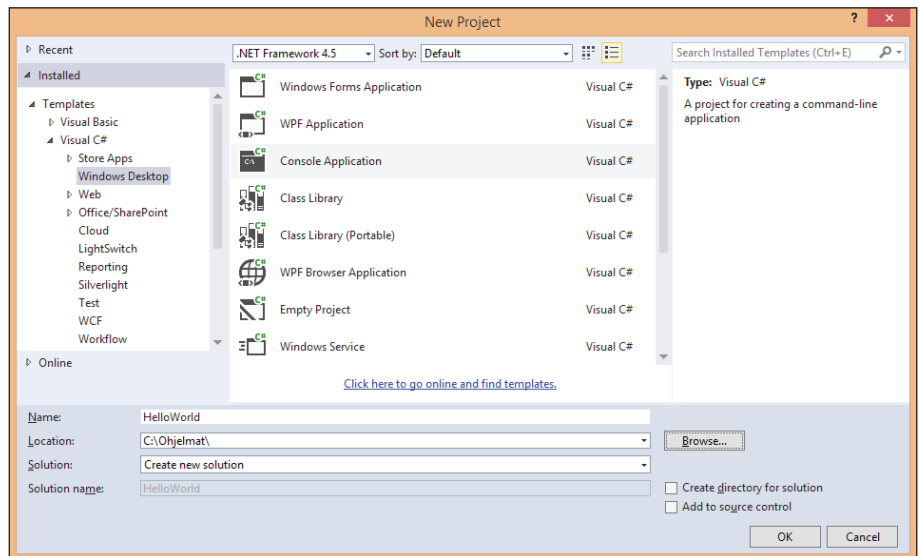 New Project
?
×
Recent
.NET Framework 4.5
Sort by: Default
Search Installed Templates (Ctrl+E)
Installed
Templates
Visual Basic
Visual C#
Store Apps
Windows Desktop
Web
Office/SharePoint
Cloud
LightSwitch
Reporting
Silverlight
Test
WCF
Workflow
Online
Windows Forms Application Visual C#
WPF Application Visual C#
Console Application Visual C#
Class Library Visual C#
Class Library (Portable) Visual C#
WPF Browser Application Visual C#
Empty Project Visual C#
Windows Service Visual C#
Click here to go online and find templates.
Type: Visual C#
A project for creating a command-line
application
Name: HelloWorld
Location: C:\Ohjelmat\
Browse...
Solution: Create new solution
Solution name: HelloWorld
Create directory for solution
Add to source control
OK
Cancel